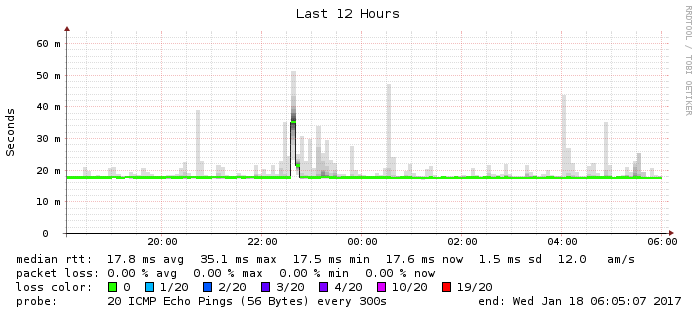 Last 12 Hours
RRDTOOL / TOBI OETIKER
Seconds
60 m
50 m
40 m
30 m
20 m
10 m
0
20:00 22:00 00:00 02:00 04:00 06:00
median rtt: 17.8 ms avg 35.1 ms max 17.5 ms min 17.6 ms now 1.5 ms sd 12.0 am/s
packet loss: 0.00 % avg 0.00 % max 0.00 % min 0.00 % now
loss color: 0 1/20 2/20 3/20 4/20 10/20 19/20
probe: 20 ICMP Echo Pings (56 Bytes) every 300s end: Wed Jan 18 06:05:07 2017